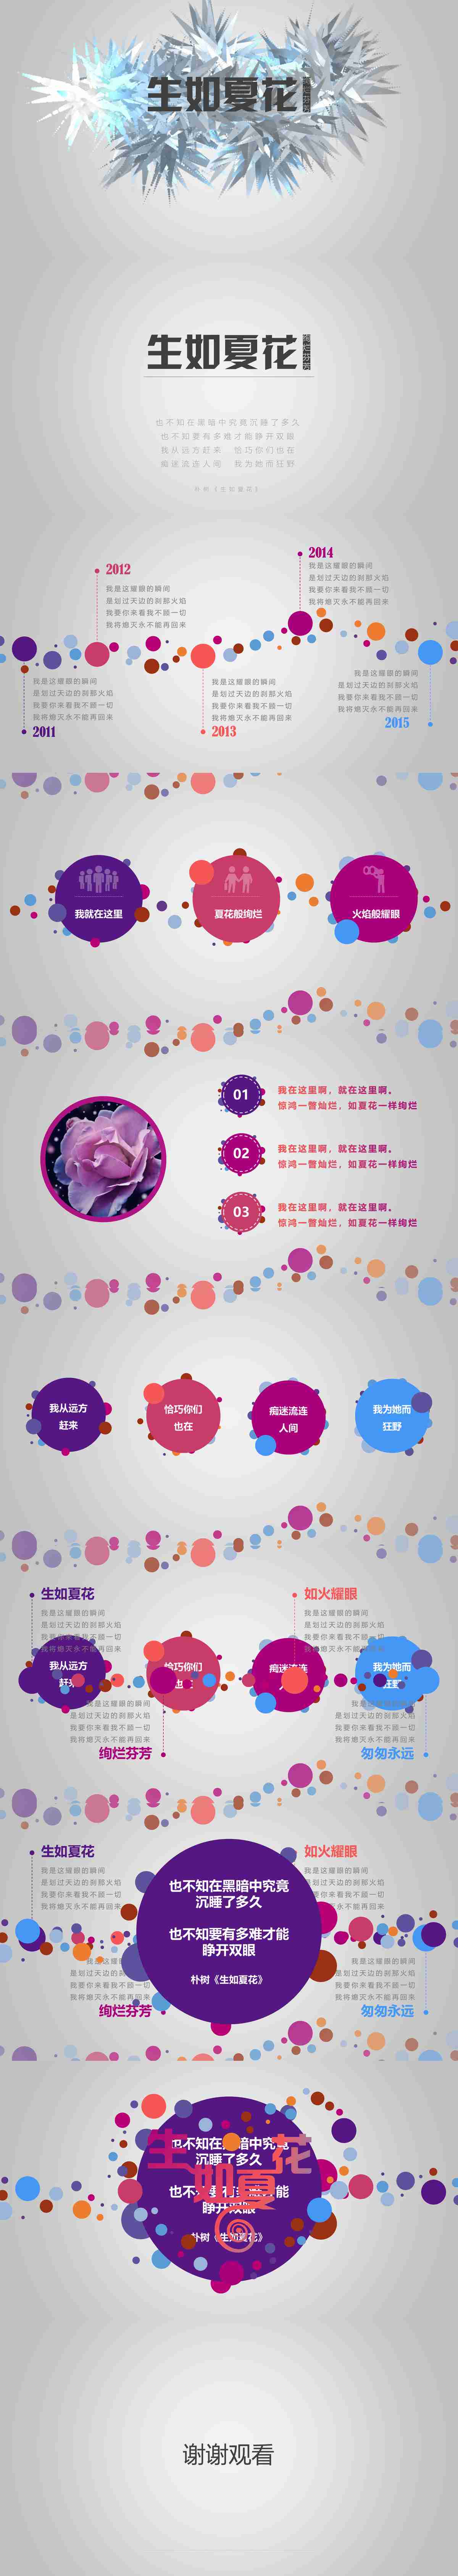 生如夏花
绚烂芬芳
生如夏花
绚烂芬芳
也不知在黑暗中究竟沉睡了多久
也不知要有多难才能睁开双眼
我从远方赶来 恰巧你们也在
痴迷流连人间 我为她而狂野
朴树《生如夏花》
2012
我是这耀眼的瞬间
是划过天边的刹那火焰
我要你来看我不顾一切
我将熄灭永不能再回来
2014
我是这耀眼的瞬间
是划过天边的刹那火焰
我要你来看我不顾一切
我将熄灭永不能再回来
我是这耀眼的瞬间
是划过天边的刹那火焰
我要你来看我不顾一切
我将熄灭永不能再回来
2011
我是这耀眼的瞬间
是划过天边的刹那火焰
我要你来看我不顾一切
我将熄灭永不能再回来
2013
我是这耀眼的瞬间
是划过天边的刹那火焰
我要你来看我不顾一切
我将熄灭永不能再回来
2015
我就在这里
夏花般绚烂
火焰般耀眼
01
我在这里啊，就在这里啊。
惊鸿一瞥灿烂，如夏花一样绚烂
02
我在这里啊，就在这里啊。
惊鸿一瞥灿烂，如夏花一样绚烂
03
我在这里啊，就在这里啊。
惊鸿一瞥灿烂，如夏花一样绚烂
我从远方
赶来
恰巧你们
也在
痴迷流连
人间
我为她而
狂野
生如夏花
我是这耀眼的瞬间
是划过天边的刹那火焰
我要你来看我不顾一切
我将熄灭永不能再回来
如火耀眼
我是这耀眼的瞬间
是划过天边的刹那火焰
我要你来看我不顾一切
我将熄灭永不能再回来
我从远方
赶
恰巧你们
也
痴迷流连
我为她而
我是这耀眼的瞬间
是划过天边的刹那火焰
我要你来看我不顾一切
我将熄灭永不能再回来
绚烂芬芳
我是这耀眼的瞬间
是划过天边的刹那火焰
我要你来看我不顾一切
我将熄灭永不能再回来
匆匆永远
生如夏花
我是这耀眼的瞬间
是划过天边的刹那火焰
我要你来看我不顾一切
我将熄灭永不能再回来
如火耀眼
我是这耀眼的瞬间
划过天边的刹那火焰
要你来看我不顾一切
将熄灭永不能再回来
也不知在黑暗中究竟
沉睡了多久
也不知要有多难才能
睁开双眼
朴树《生如夏花》
我是这耀
是划过天边的
我要你来看我不顾
我将熄灭永不能再回
绚烂芬芳
我是这耀眼的瞬间
是划过天边的刹那火焰
我要你来看我不顾一切
我将熄灭永不能再回来
匆匆永远
生如夏花
也不知在黑暗中究竟
沉睡了多久
也不知要有多难才能
睁开双眼
朴树《生如夏花》
谢谢观看